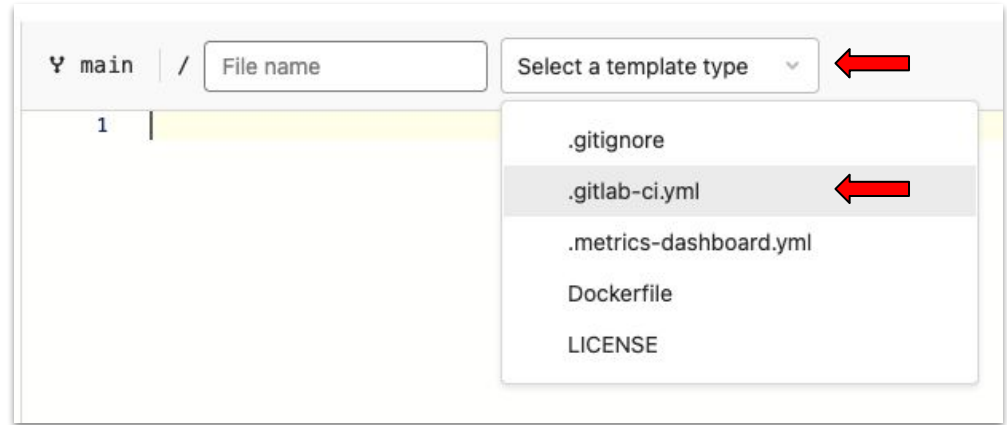 main / File name Select a template type
1
.gitignore
.gitlab-ci.yml
.metrics-dashboard.yml
Dockerfile
LICENSE